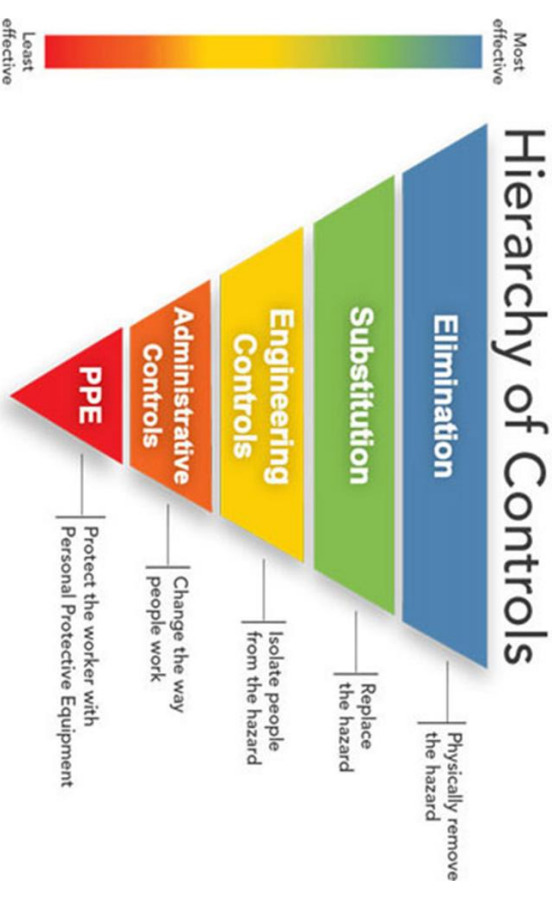 Hierarchy of Controls
Most
effective
Elimination
Physically remove
the hazard
Substitution
Replace
the hazard
Engineering
Controls
Isolate people
from the hazard
Administrative
Controls
Change the way
people work
PPE
Protect the worker with
Personal Protective Equipment
Least
effective